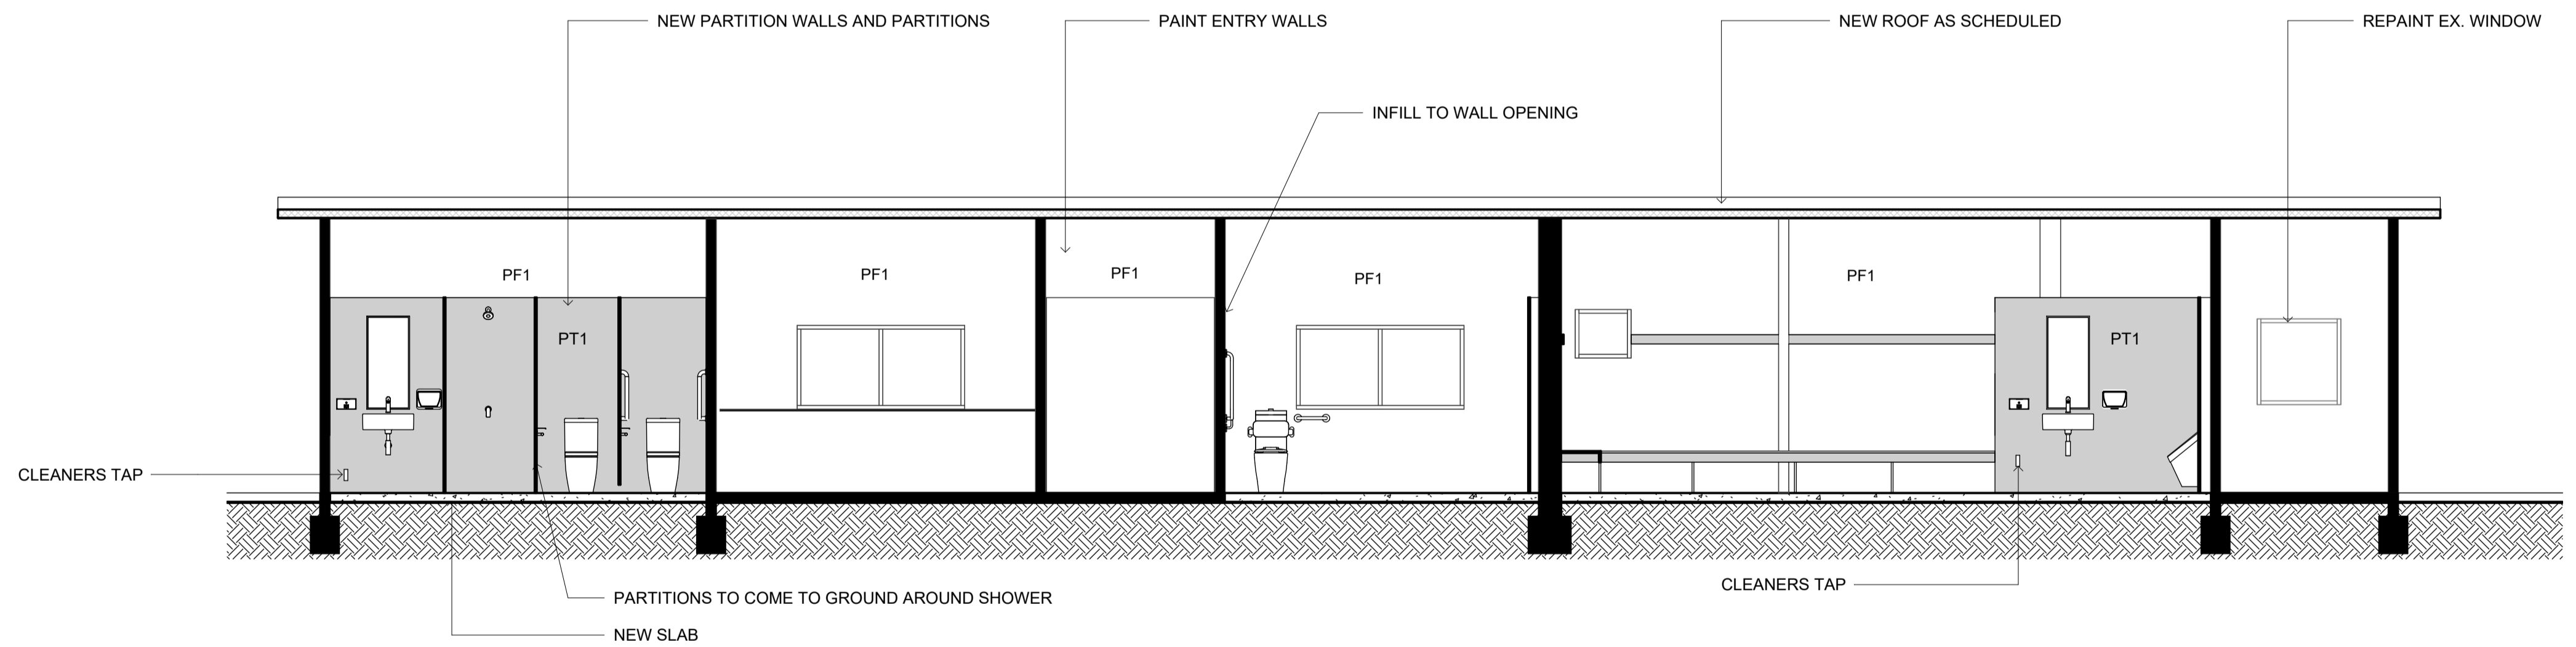 NEW PARTITION WALLS AND PARTITIONS
PAINT ENTRY WALLS
NEW ROOF AS SCHEDULED
REPAINT EX. WINDOW
INFILL TO WALL OPENING
PF1
PF1
PF1
PF1
PF1
PT1
PT1
CLEANERS TAP
CLEANERS TAP
PARTITIONS TO COME TO GROUND AROUND SHOWER
NEW SLAB